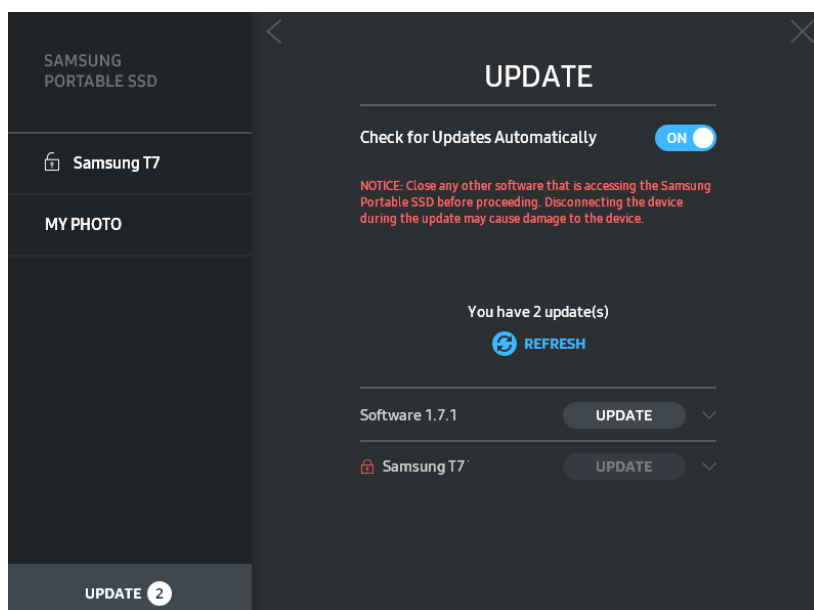 SAMSUNG
PORTABLE SSD
Samsung T7
MY PHOTO
UPDATE 2
UPDATE
Check for Updates Automatically
ON
NOTICE: Close any other software that is accessing the Samsung
Portable SSD before proceeding. Disconnecting the device
during the update may cause damage to the device.
You have 2 update(s)
REFRESH
Software 1.7.1 UPDATE
Samsung T7 UPDATE